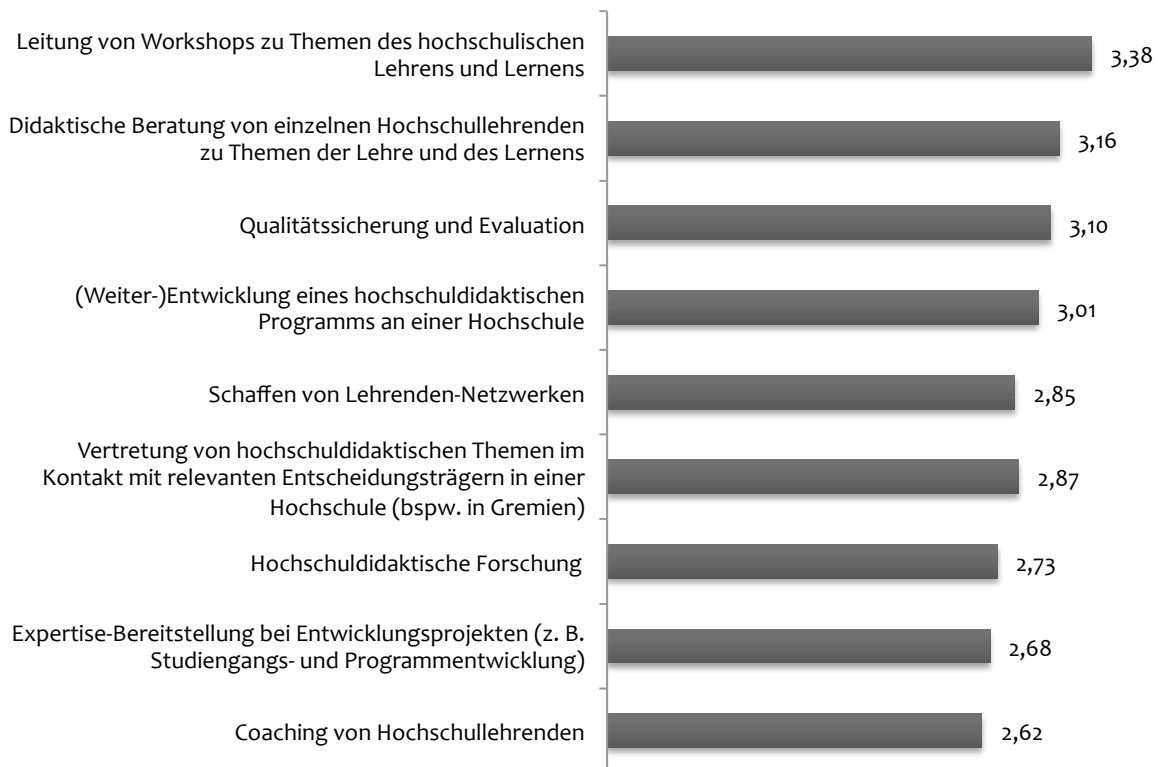 Leitung von Workshops zu Themen des hochschulischen
Lehrens und Lernens
3,38
Didaktische Beratung von einzelnen Hochschullehrenden
zu Themen der Lehre und des Lernens
3,16
Qualitätssicherung und Evaluation
3,10
(Weiter-)Entwicklung eines hochschuldidaktischen
Programms an einer Hochschule
3,01
Schaffen von Lehrenden-Netzwerken
2,85
Vertretung von hochschuldidaktischen Themen im
Kontakt mit relevanten Entscheidungsträgern in einer
Hochschule (bspw. in Gremien)
2,87
Hochschuldidaktische Forschung
2,73
Expertise-Bereitstellung bei Entwicklungsprojekten (z. B.
Studiengangs- und Programmentwicklung)
2,68
Coaching von Hochschullehrenden
2,62